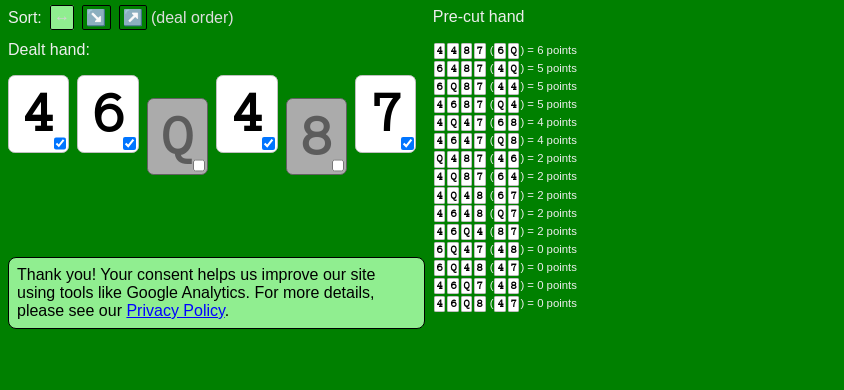 Sort: ↔ ↘ ↗ (deal order)
Dealt hand:
4 6 Q 4 8 7
Thank you! Your consent helps us improve our site
using tools like Google Analytics. For more details,
please see our Privacy Policy.
Pre-cut hand
4 4 8 7 (6 Q) = 6 points
6 4 8 7 (4 Q) = 5 points
6 Q 8 7 (4 4) = 5 points
4 6 8 7 (Q 4) = 5 points
4 Q 4 7 (6 8) = 4 points
4 6 4 7 (Q 8) = 4 points
Q 4 8 7 (4 6) = 2 points
4 Q 8 7 (6 4) = 2 points
4 Q 4 8 (6 7) = 2 points
4 6 4 8 (Q 7) = 2 points
4 6 Q 4 (8 7) = 2 points
6 Q 4 7 (4 8) = 0 points
6 Q 4 8 (4 7) = 0 points
4 6 Q 7 (4 8) = 0 points
4 6 Q 8 (4 7) = 0 points